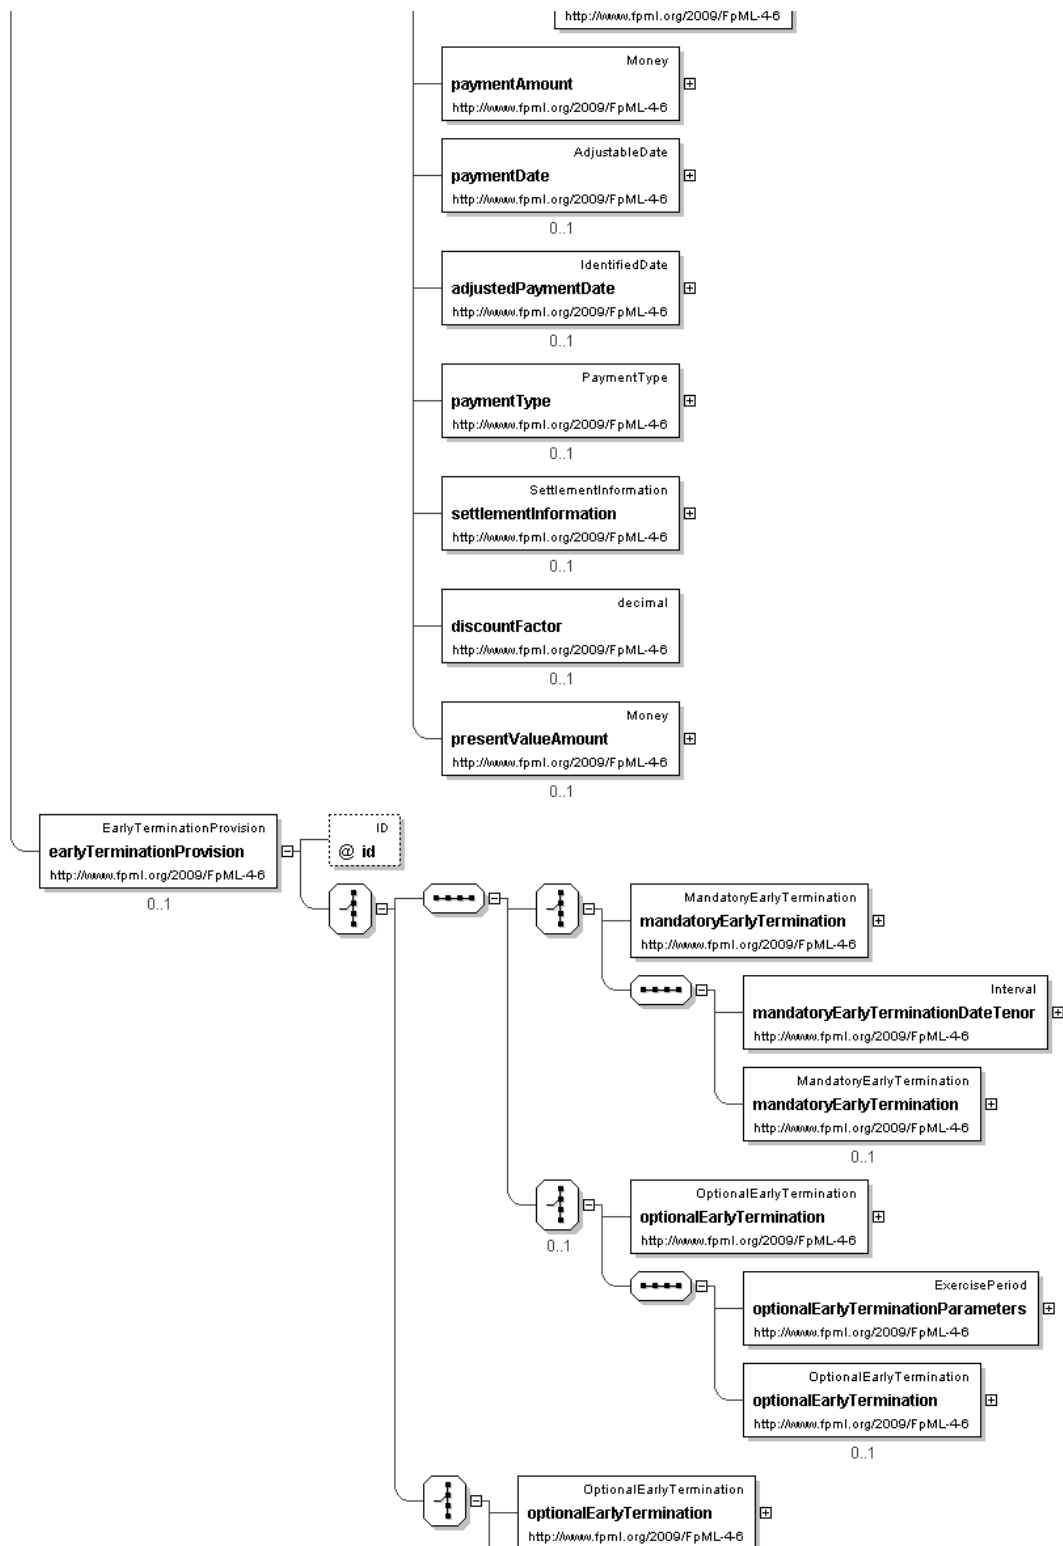 http://www.fpml.org/2009/FpML-4-6
Money
paymentAmount
http://www.fpml.org/2009/FpML-4-6
AdjustableDate
paymentDate
http://www.fpml.org/2009/FpML-4-6
0..1
IdentifiedDate
adjustedPaymentDate
http://www.fpml.org/2009/FpML-4-6
0..1
PaymentType
paymentType
http://www.fpml.org/2009/FpML-4-6
0..1
SettlementInformation
settlementInformation
http://www.fpml.org/2009/FpML-4-6
0..1
decimal
discountFactor
http://www.fpml.org/2009/FpML-4-6
0..1
Money
presentValueAmount
http://www.fpml.org/2009/FpML-4-6
0..1
EarlyTerminationProvision
earlyTerminationProvision
http://www.fpml.org/2009/FpML-4-6
0..1
ID
@ id
MandatoryEarlyTermination
mandatoryEarlyTermination
http://www.fpml.org/2009/FpML-4-6
Interval
mandatoryEarlyTerminationDateTenor
http://www.fpml.org/2009/FpML-4-6
MandatoryEarlyTermination
mandatoryEarlyTermination
http://www.fpml.org/2009/FpML-4-6
0..1
0..1
OptionalEarlyTermination
optionalEarlyTermination
http://www.fpml.org/2009/FpML-4-6
ExercisePeriod
optionalEarlyTerminationParameters
http://www.fpml.org/2009/FpML-4-6
OptionalEarlyTermination
optionalEarlyTermination
http://www.fpml.org/2009/FpML-4-6
0..1
OptionalEarlyTermination
optionalEarlyTermination
http://www.fpml.org/2009/FpML-4-6